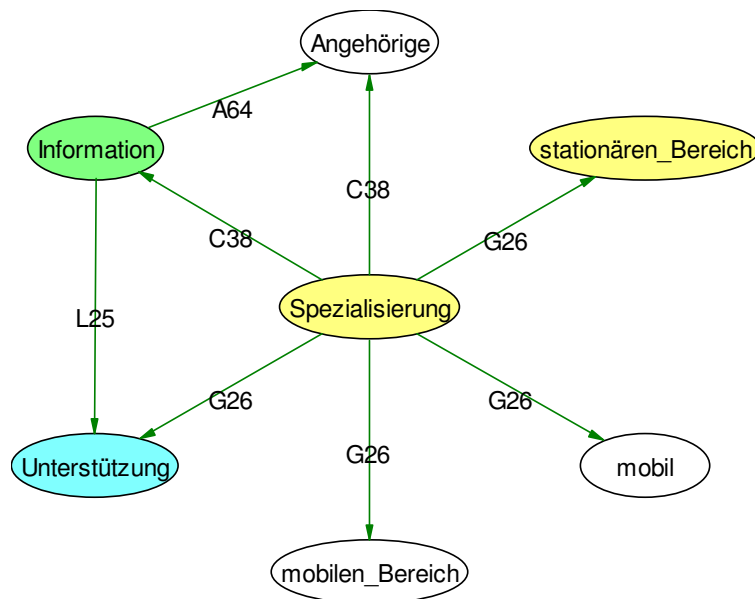 Angehörige
A64
Information
stationären_Bereich
C38
C38
G26
Spezialisierung
L25
G26
G26
G26
Unterstützung
mobil
mobilen_Bereich